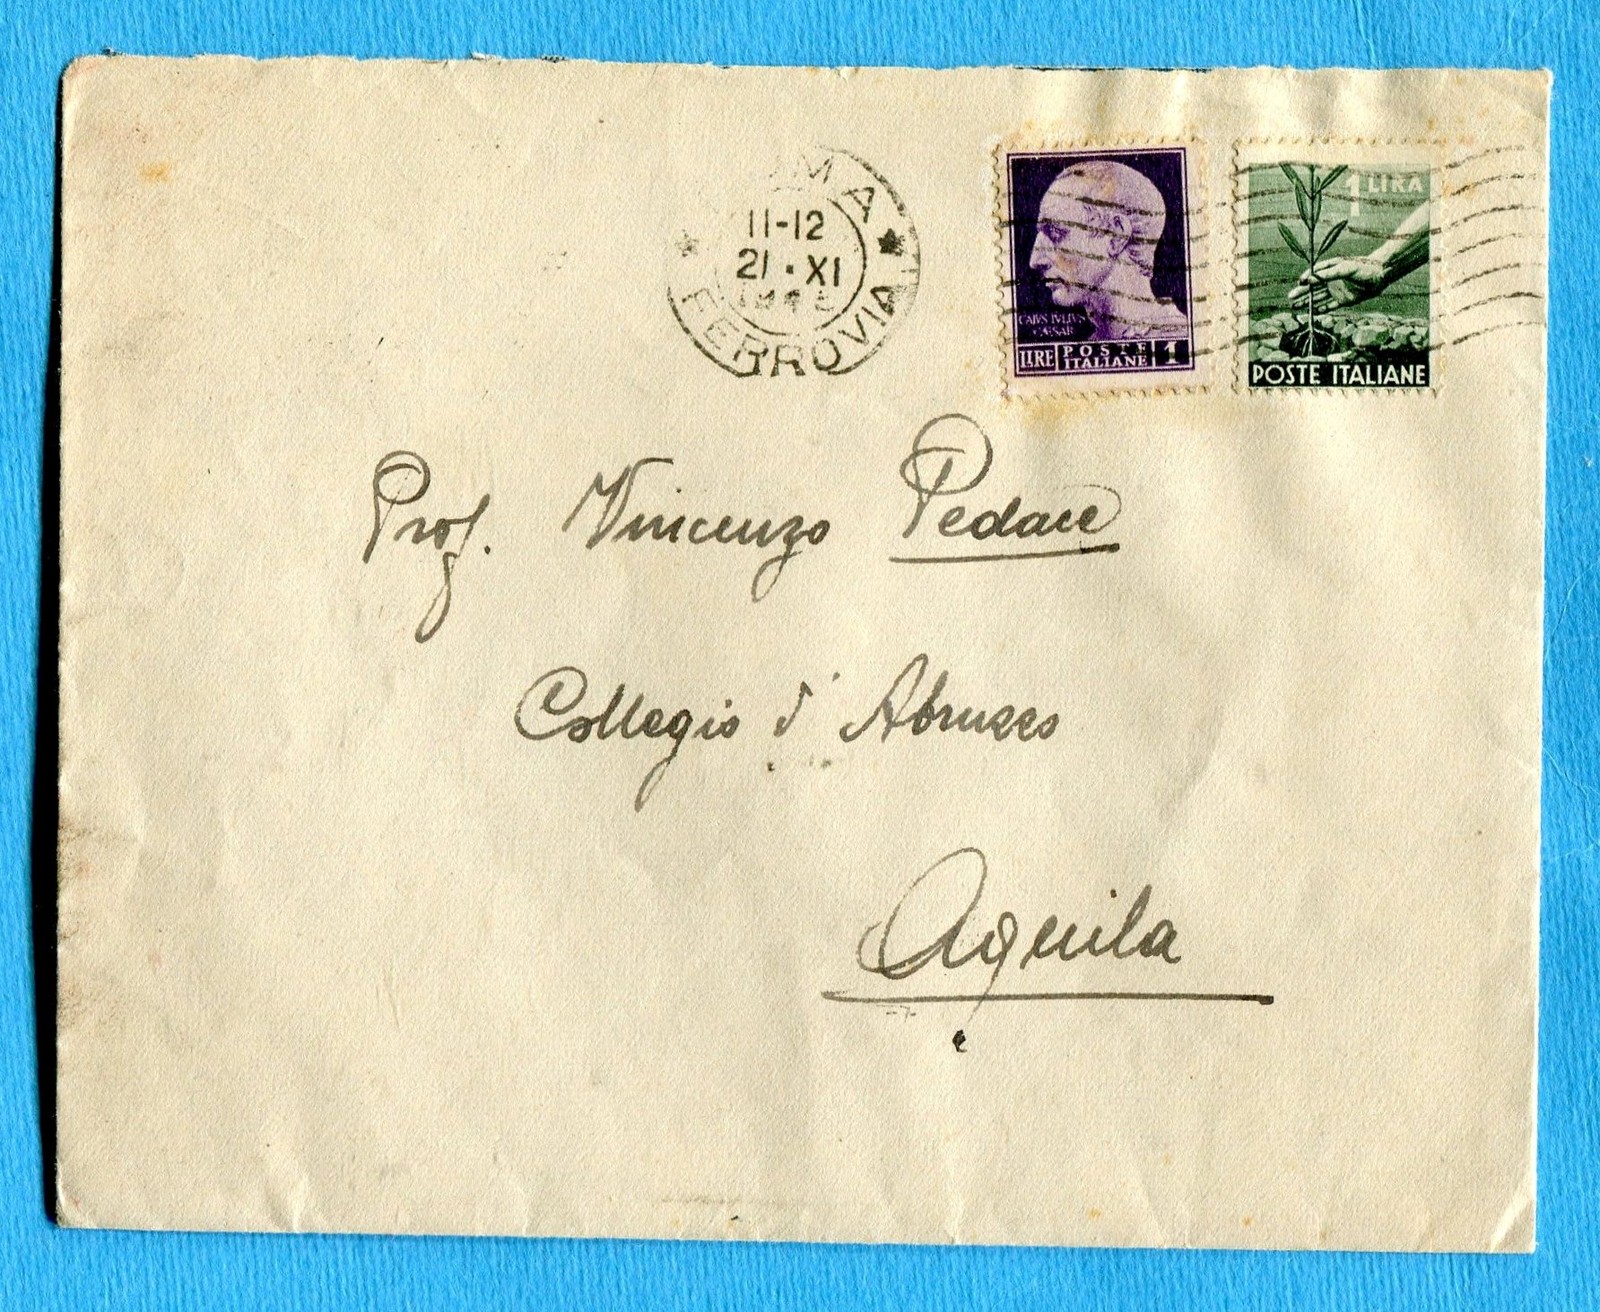 MA
11-12
21·XI
FERROVIA
CAIVS IVLIVS
CAESAR
LIRE POSTE ITALIANE 1
1 LIRA
POSTE ITALIANE
Prof. Vincenzo Pedace
Collegio d'Abruzzo
Aquila